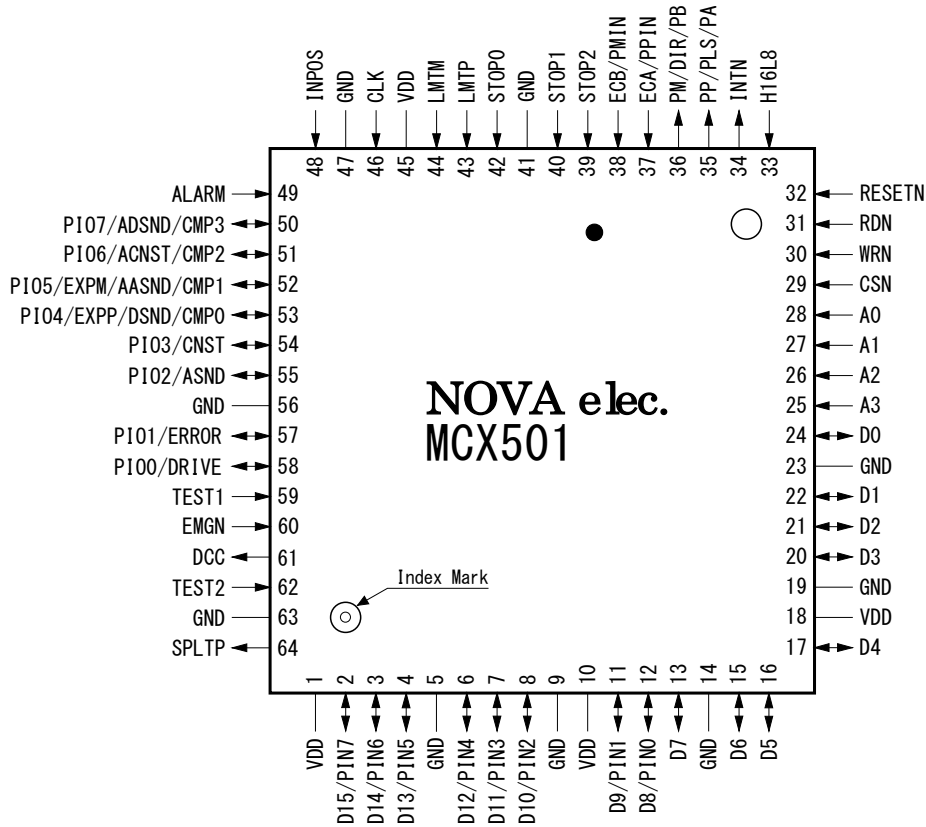 INPOS
GND
CLK
VDD
LMTM
LMTP
STOP0
GND
STOP1
STOP2
ECB/PMIN
ECA/PPIN
PM/DIR/PB
PP/PLS/PA
INTN
H16L8
48
47
46
45
44
43
42
41
40
39
38
37
36
35
34
33
ALARM 49
PIO7/ADSND/CMP3 50
PIO6/ACNST/CMP2 51
PIO5/EXPM/AASND/CMP1 52
PIO4/EXPP/DSND/CMP0 53
PIO3/CNST 54
PIO2/ASND 55
GND 56
PIO1/ERROR 57
PIO0/DRIVE 58
TEST1 59
EMGN 60
DCC 61
TEST2 62
GND 63
SPLTP 64
NOVA elec.
MCX501
Index Mark
32 RESETN
31 RDN
30 WRN
29 CSN
28 A0
27 A1
26 A2
25 A3
24 D0
23 GND
22 D1
21 D2
20 D3
19 GND
18 VDD
17 D4
1
2
3
4
5
6
7
8
9
10
11
12
13
14
15
16
VDD
D15/PIN7
D14/PIN6
D13/PIN5
GND
D12/PIN4
D11/PIN3
D10/PIN2
GND
VDD
D9/PIN1
D8/PIN0
D7
GND
D6
D5